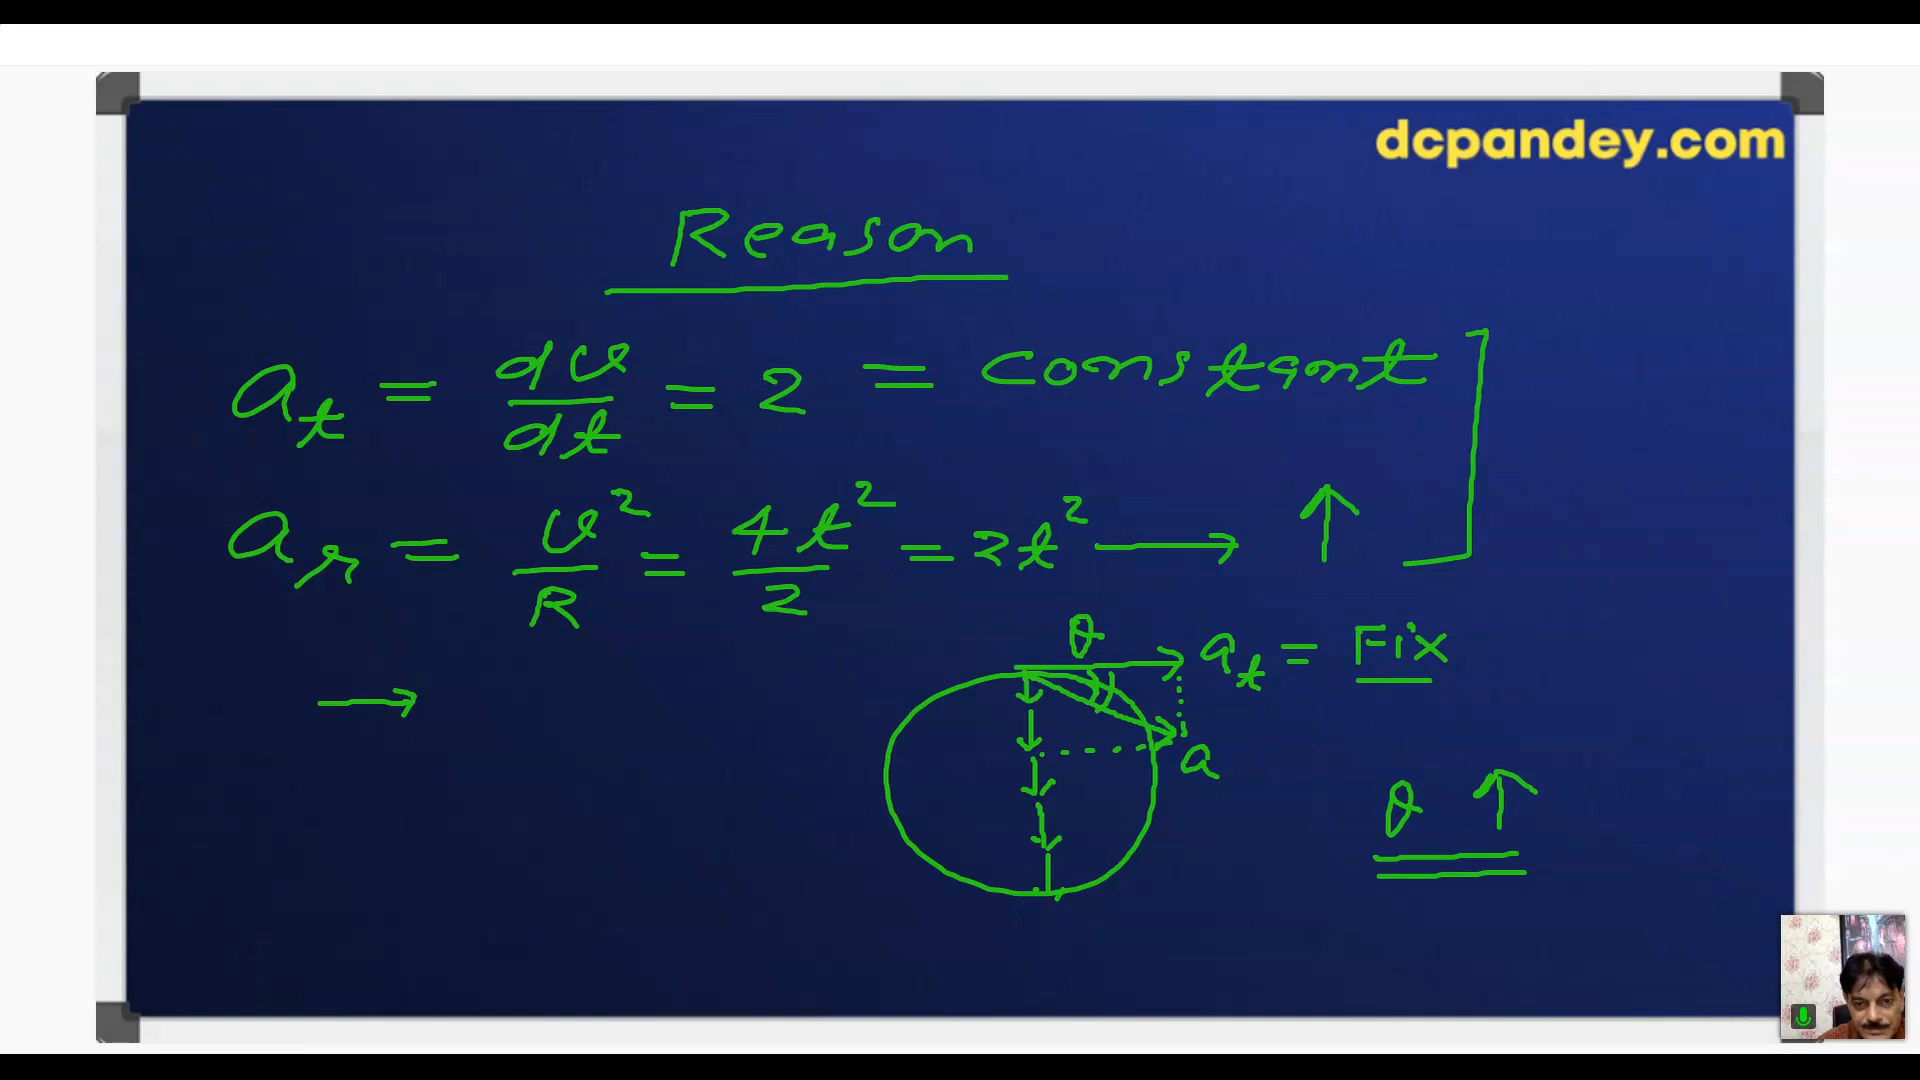 dcpandey.com
Reason
a_t = dv/dt = 2 = constant
a_r = v²/R = 4t²/2 = 2t² → ↑
θ
a_t = Fix
→
a
θ ↑